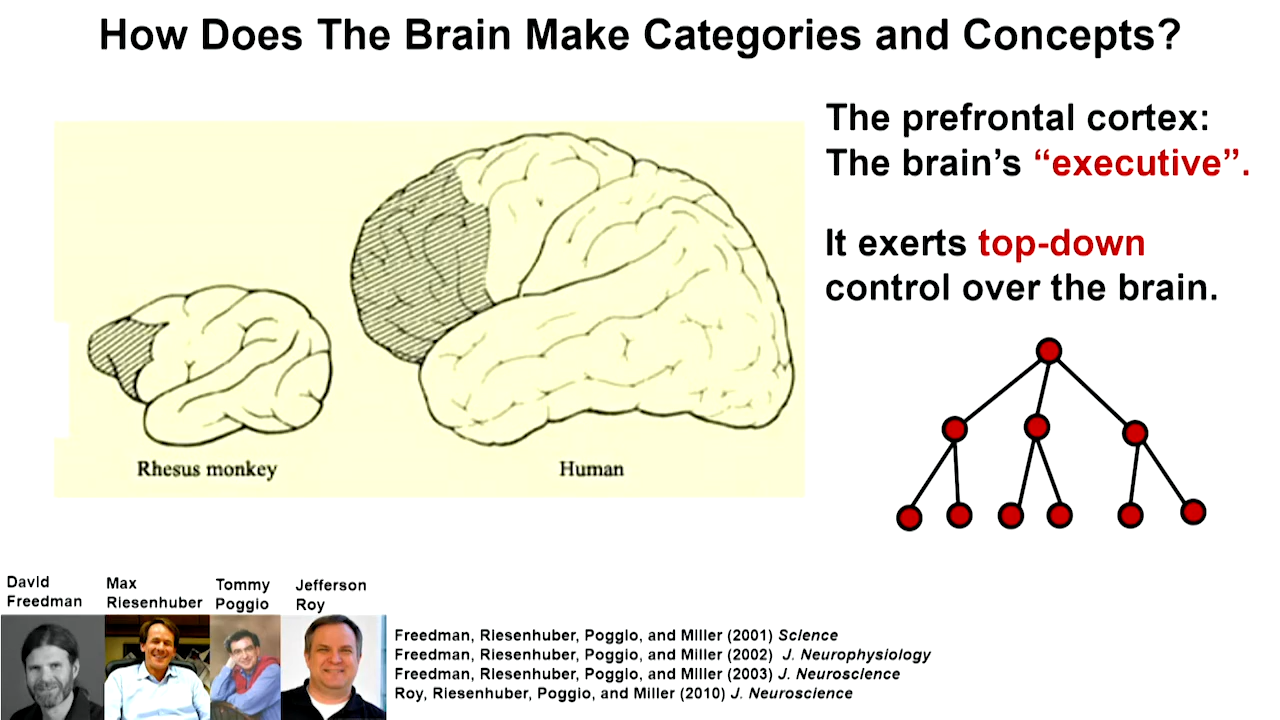 How Does The Brain Make Categories and Concepts?
The prefrontal cortex:
The brain’s “executive”.
It exerts top-down
control over the brain.
Rhesus monkey
Human
David
Freedman
Max
Riesenhuber
Tommy
Poggio
Jefferson
Roy
Freedman, Riesenhuber, Poggio, and Miller (2001) Science
Freedman, Riesenhuber, Poggio, and Miller (2002) J. Neurophysiology
Freedman, Riesenhuber, Poggio, and Miller (2003) J. Neuroscience
Roy, Riesenhuber, Poggio, and Miller (2010) J. Neuroscience